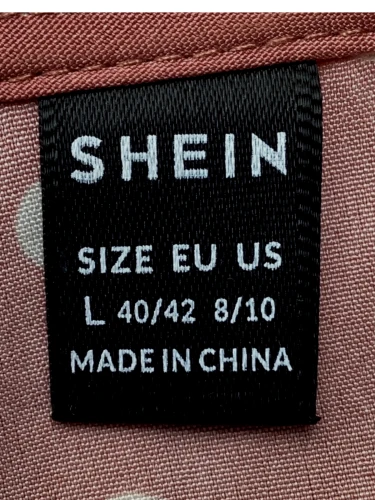 SHEIN
SIZE EU US
L 40/42 8/10
MADE IN CHINA